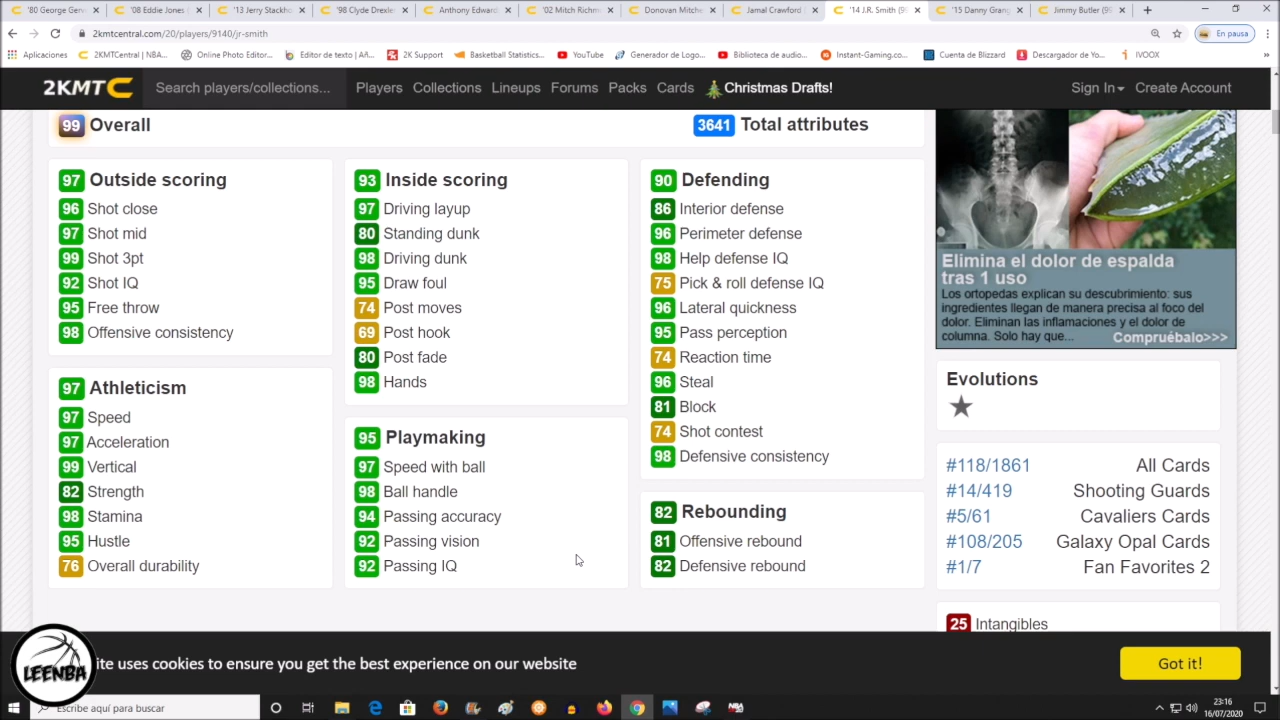 '80 George Ger
'08 Eddie Jones
'13 Jerry Stackh
'98 Clyde Drexle
Anthony Edward
'02 Mitch Richm
Donovan Mitche
Jamal Crawford
'14 J.R. Smith (9
'15 Danny Gran
Jimmy Butler (9
2kmtcentral.com/20/players/9140/jr-smith
En pausa
Aplicaciones
2KMTCentral | NBA...
Online Photo Editor...
Editor de texto | Añ...
2K Support
Basketball Statistics...
YouTube
Generador de Logo...
Biblioteca de audio...
Instant-Gaming.co...
Cuenta de Blizzard
Descargador de Yo...
IVOOX
2KMTC
Search players/collections...
Players
Collections
Lineups
Forums
Packs
Cards
Christmas Drafts!
Sign In
Create Account
99 Overall
3641 Total attributes
97 Outside scoring
96 Shot close
97 Shot mid
99 Shot 3pt
92 Shot IQ
95 Free throw
98 Offensive consistency
97 Athleticism
97 Speed
97 Acceleration
99 Vertical
82 Strength
98 Stamina
95 Hustle
76 Overall durability
93 Inside scoring
97 Driving layup
80 Standing dunk
98 Driving dunk
95 Draw foul
74 Post moves
69 Post hook
80 Post fade
98 Hands
95 Playmaking
97 Speed with ball
98 Ball handle
94 Passing accuracy
92 Passing vision
92 Passing IQ
90 Defending
86 Interior defense
96 Perimeter defense
98 Help defense IQ
75 Pick & roll defense IQ
96 Lateral quickness
95 Pass perception
74 Reaction time
96 Steal
81 Block
74 Shot contest
98 Defensive consistency
82 Rebounding
81 Offensive rebound
82 Defensive rebound
Elimina el dolor de espalda
tras 1 uso
Los ortopedas explican su descubrimiento: sus
ingredientes llegan de manera precisa al foco del
dolor. Eliminan las inflamaciones y el dolor de
columna. Solo hay que...
Compruébalo>>>
Evolutions
#118/1861 All Cards
#14/419 Shooting Guards
#5/61 Cavaliers Cards
#108/205 Galaxy Opal Cards
#1/7 Fan Favorites 2
25 Intangibles
LEENBA
ite uses cookies to ensure you get the best experience on our website
Got it!
Escribe aquí para buscar
23:16
16/07/2020